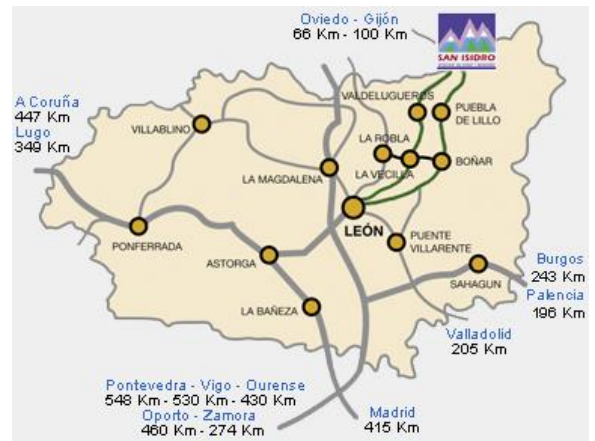 Oviedo - Gijón
66 Km - 100 Km
SAN ISIDRO
A Coruña
447 Km
Lugo
349 Km
VALDELUGUEROS
PUEBLA
DE LILLO
VILLABLINO
LA ROBLA
LA VECILLA
BOÑAR
LA MAGDALENA
LEÓN
PONFERRADA
PUENTE
VILLARENTE
ASTORGA
SAHAGUN
Burgos
243 Km
Palencia
196 Km
LA BAÑEZA
Valladolid
205 Km
Pontevedra - Vigo - Ourense
548 Km - 530 Km - 430 Km
Oporto - Zamora
460 Km - 274 Km
Madrid
415 Km